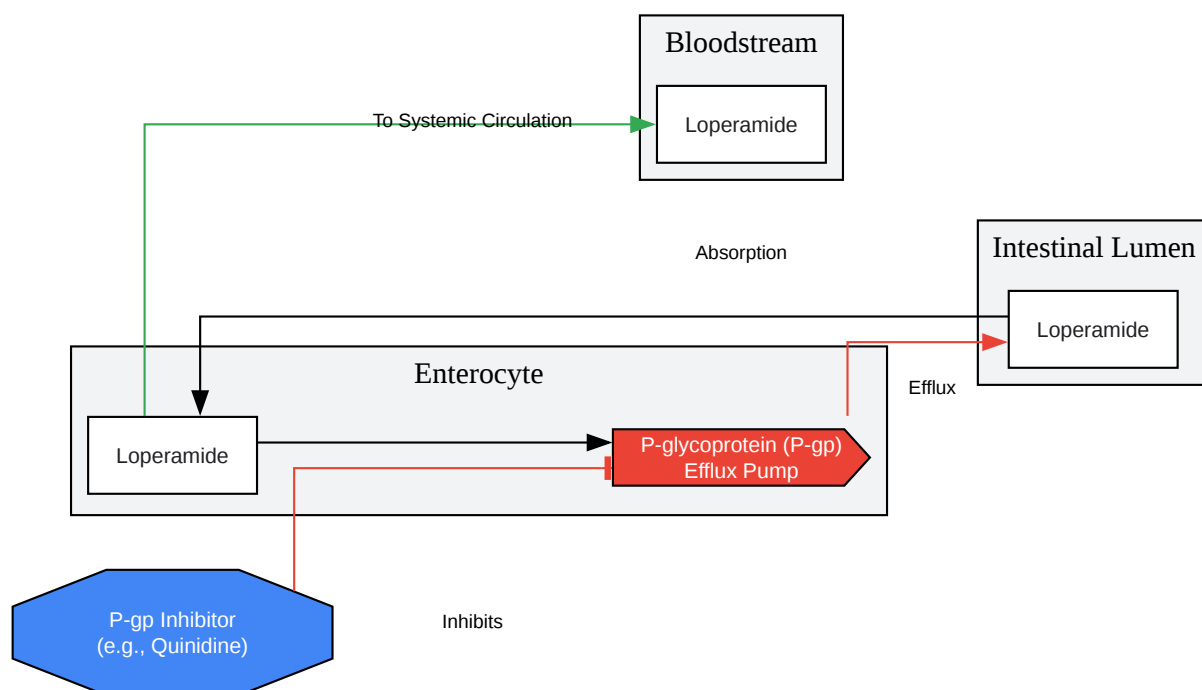 Bloodstream
Loperamide
To Systemic Circulation
Absorption
Intestinal Lumen
Loperamide
Enterocyte
Efflux
Loperamide
P-glycoprotein (P-gp)
Efflux Pump
P-gp Inhibitor
(e.g., Quinidine)
Inhibits